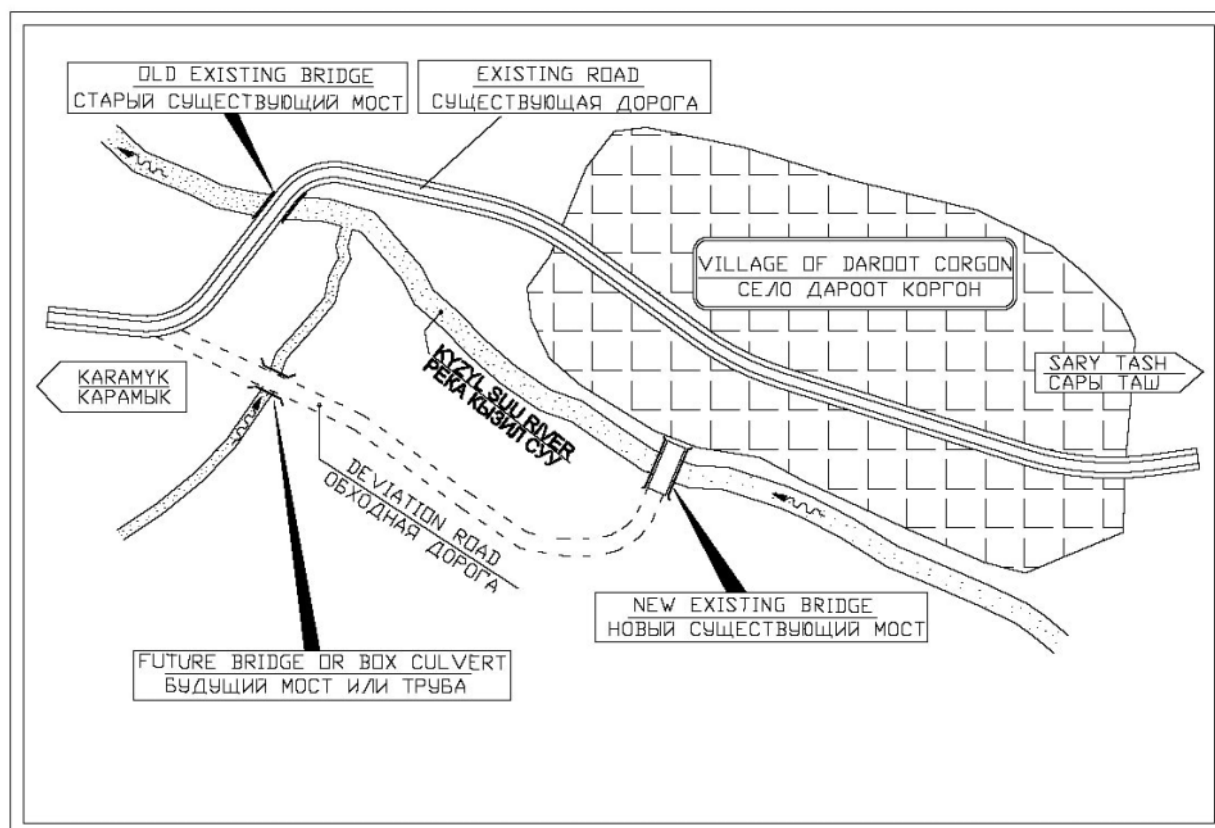 OLD EXISTING BRIDGE
СТАРЫЙ СУЩЕСТВУЮЩИЙ МОСТ
EXISTING ROAD
СУЩЕСТВУЮЩАЯ ДОРОГА
VILLAGE OF DAROOT CORGON
СЕЛО ДАРООТ КОРГОН
KARAMYK
КАРАМЫК
SARY TASH
САРЫ ТАШ
KYZYL SUU RIVER
РЕКА КЫЗИЛ СУУ
DEVIATION ROAD
ОБХОДНАЯ ДОРОГА
NEW EXISTING BRIDGE
НОВЫЙ СУЩЕСТВУЮЩИЙ МОСТ
FUTURE BRIDGE OR BOX CULVERT
БУДУЩИЙ МОСТ ИЛИ ТРУБА